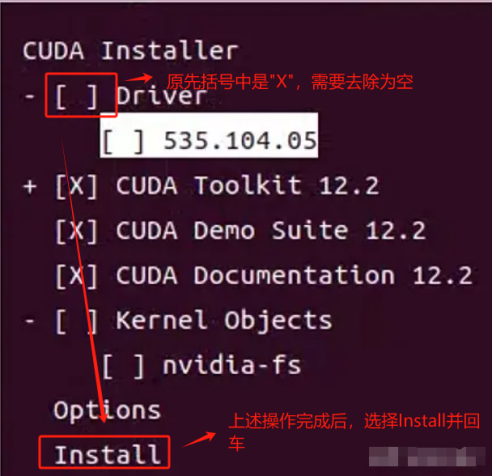 CUDA Installer
- [ ] Driver
原先括号中是"X"，需要去除为空
[ ] 535.104.05
+ [X] CUDA Toolkit 12.2
[X] CUDA Demo Suite 12.2
[X] CUDA Documentation 12.2
- [ ] Kernel Objects
[ ] nvidia-fs
Options
上述操作完成后，选择Install并回
车
Install